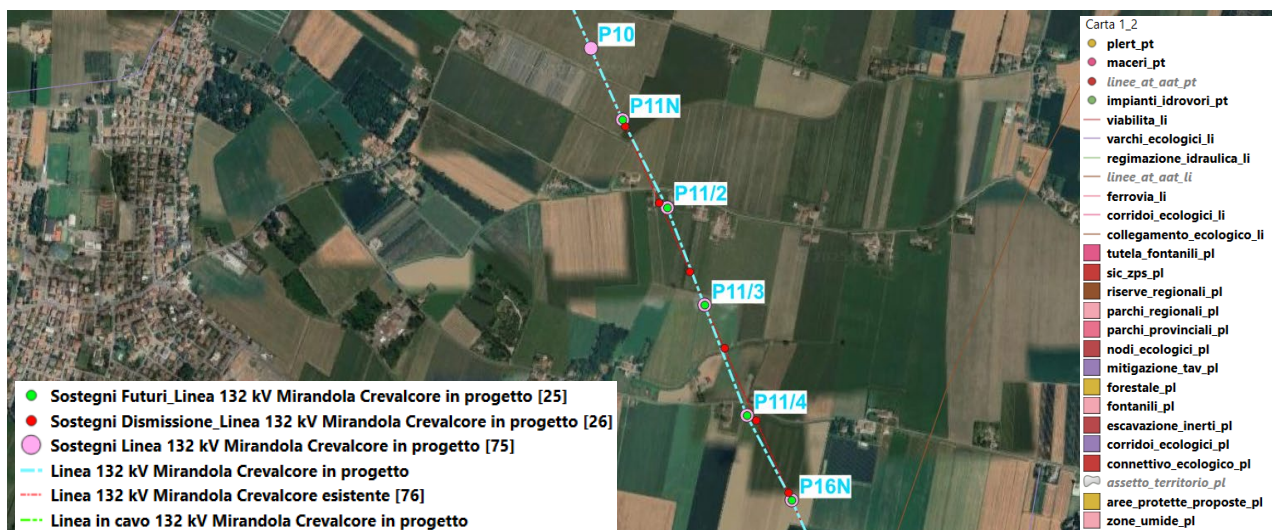 P10
P11N
P11/2
P11/3
P11/4
P16N
Sostegni Futuri_Linea 132 kV Mirandola Crevalcore in progetto [25]
Sostegni Dismissione_Linea 132 kV Mirandola Crevalcore in progetto [26]
Sostegni Linea 132 kV Mirandola Crevalcore in progetto [75]
Linea 132 kV Mirandola Crevalcore in progetto
Linea 132 kV Mirandola Crevalcore esistente [76]
Linea in cavo 132 kV Mirandola Crevalcore in progetto
Carta 1_2
plert_pt
maceri_pt
linee_at_aat_pt
impianti_idrovori_pt
viabilita_li
varchi_ecologici_li
regimazione_idraulica_li
linee_at_aat_li
ferrovia_li
corridoi_ecologici_li
collegamento_ecologico_li
tutela_fontanili_pl
sic_zps_pl
riserve_regionali_pl
parchi_regionali_pl
parchi_provinciali_pl
nodi_ecologici_pl
mitigazione_tav_pl
forestale_pl
fontanili_pl
escavazione_inerti_pl
corridoi_ecologici_pl
connettivo_ecologico_pl
assetto_territorio_pl
aree_protette_proposte_pl
zone_umide_pl